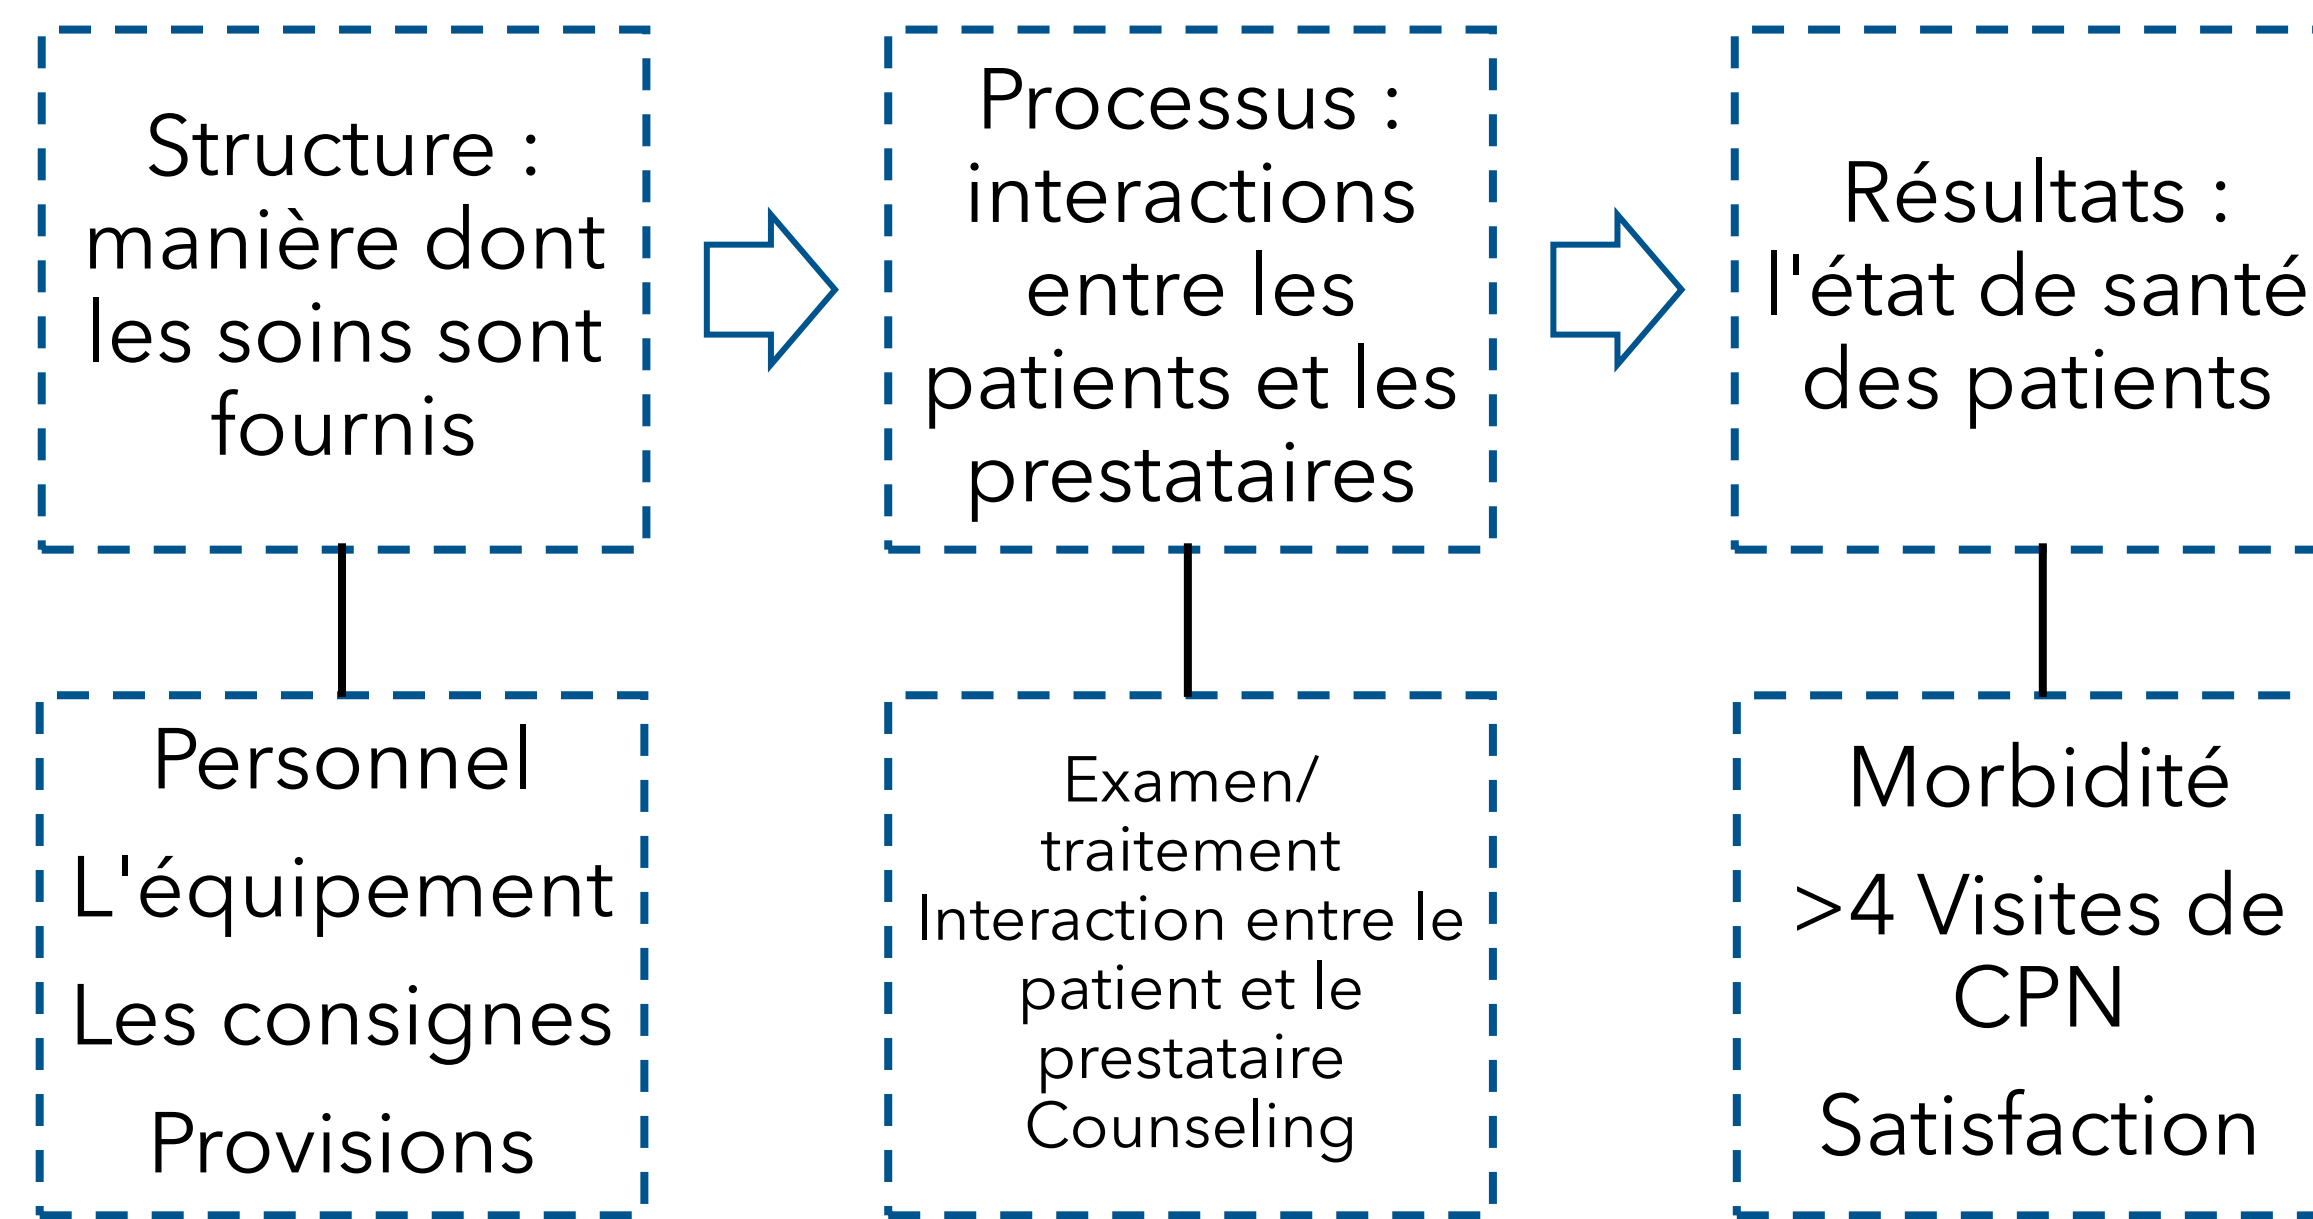 Structure :
manière dont
les soins sont
fournis
Processus :
interactions
entre les
patients et les
prestataires
Résultats :
l'état de santé
des patients
Personnel
L'équipement
Les consignes
Provisions
Examen/
traitement
Interaction entre le
patient et le
prestataire
Counseling
Morbidité
>4 Visites de
CPN
Satisfaction